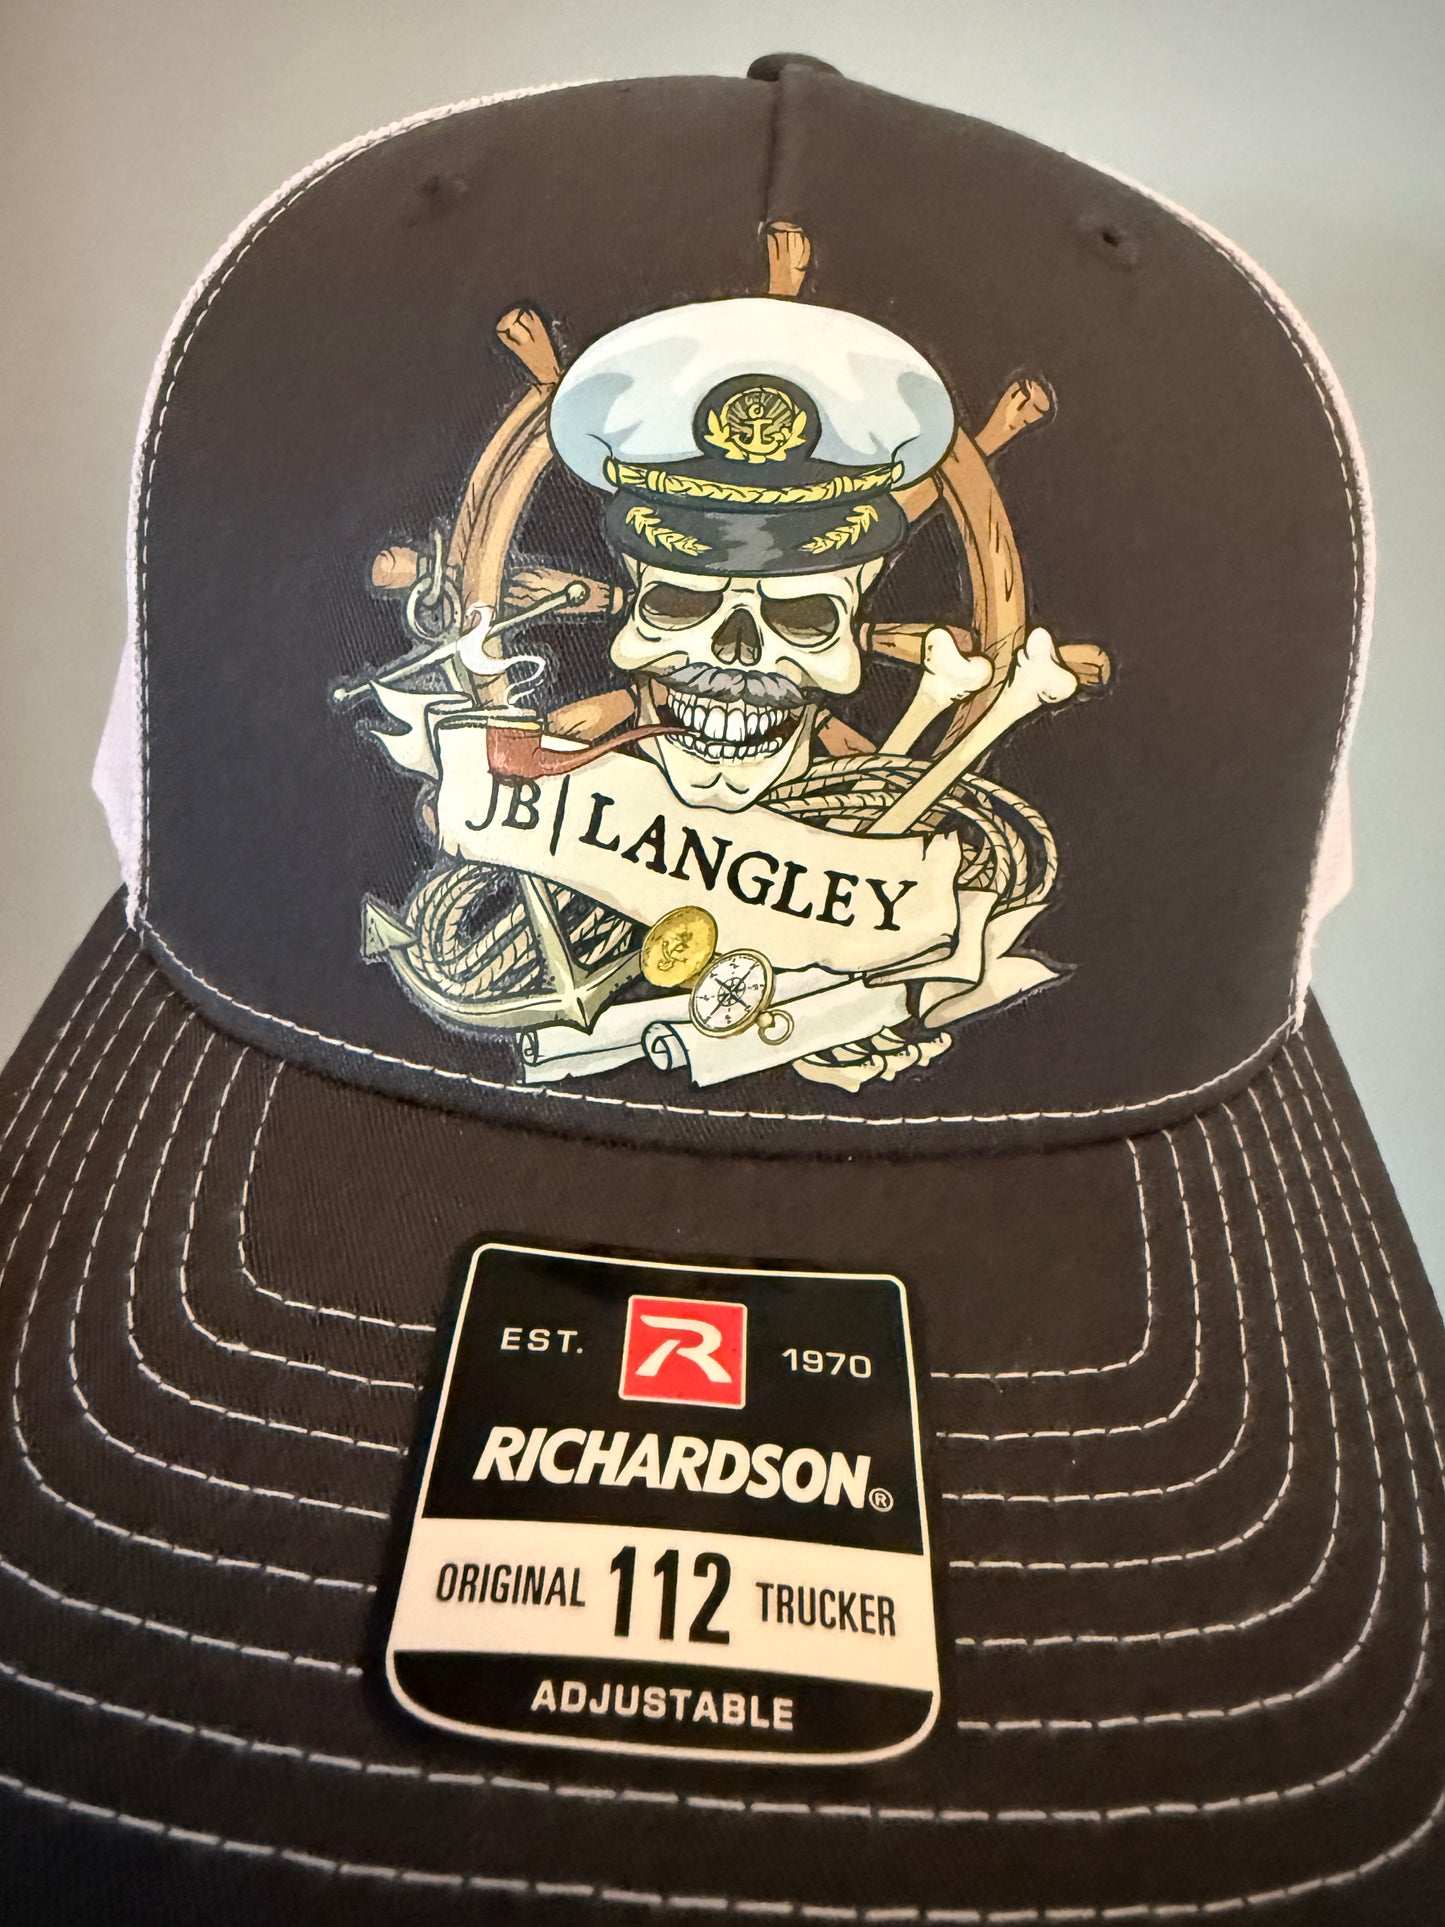 JB|LANGLEY
EST. R 1970
RICHARDSON®
ORIGINAL 112 TRUCKER
ADJUSTABLE